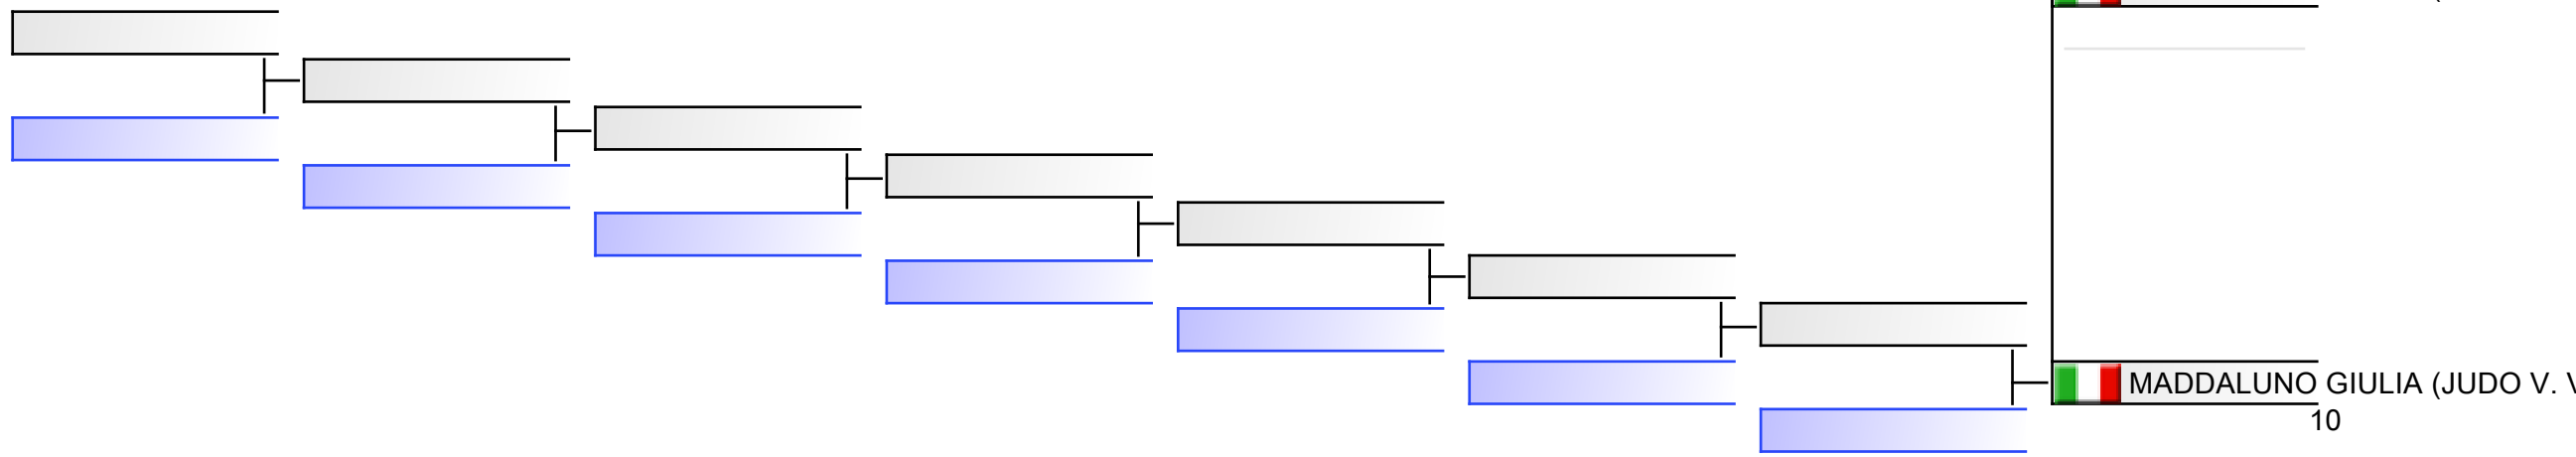 MADDALUNO GIULIA (JUDO V. V
10